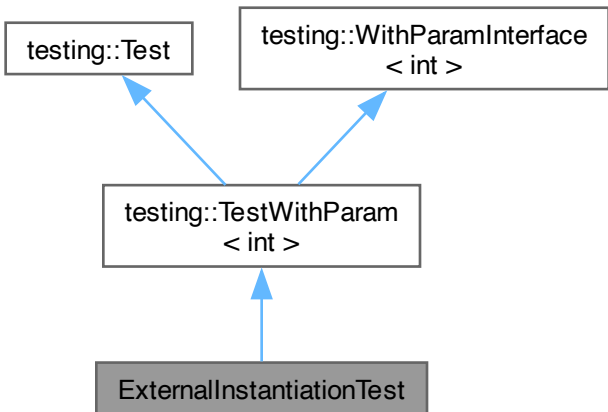 testing::Test
testing::WithParamInterface
< int >
testing::TestWithParam
< int >
ExternalInstantiationTest